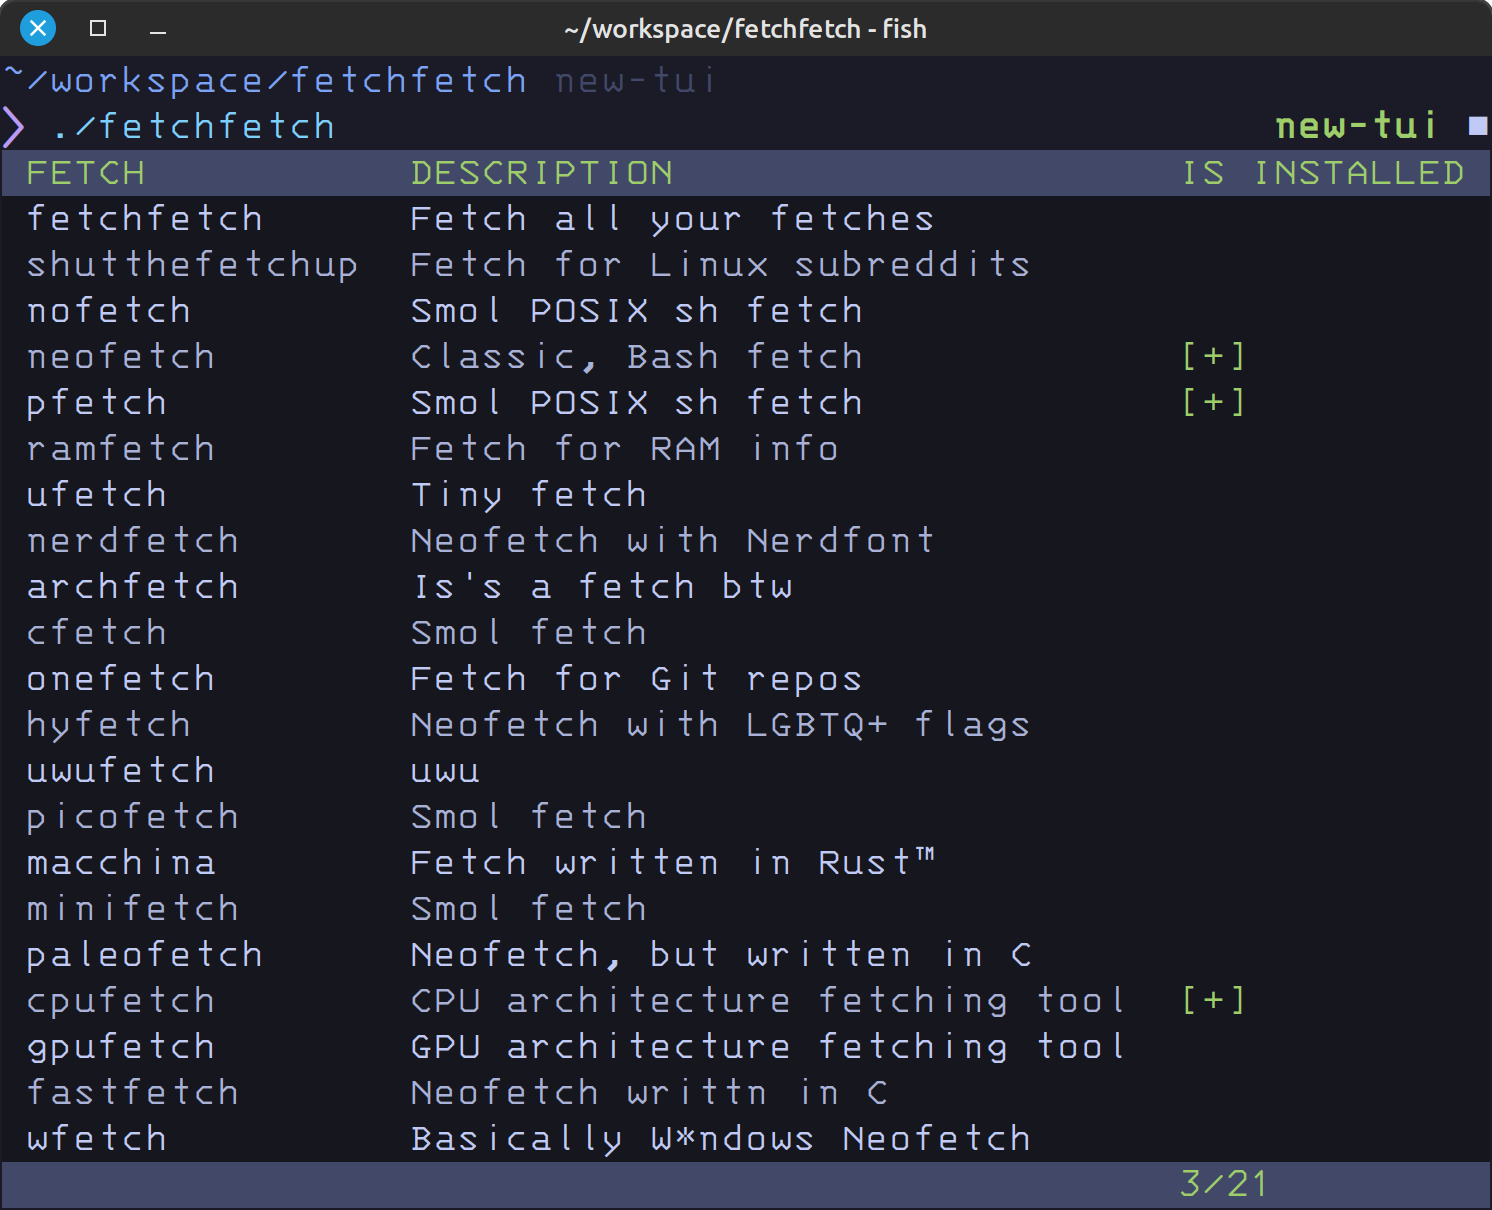 ~/workspace/fetchfetch - fish
~/workspace/fetchfetch new-tui
❯ ./fetchfetch new-tui
FETCH DESCRIPTION IS INSTALLED
fetchfetch Fetch all your fetches
shutthefetchup Fetch for Linux subreddits
nofetch Smol POSIX sh fetch
neofetch Classic, Bash fetch [+]
pfetch Smol POSIX sh fetch [+]
ramfetch Fetch for RAM info
ufetch Tiny fetch
nerdfetch Neofetch with Nerdfont
archfetch Is's a fetch btw
cfetch Smol fetch
onefetch Fetch for Git repos
hyfetch Neofetch with LGBTQ+ flags
uwufetch uwu
picofetch Smol fetch
macchina Fetch written in Rust™
minifetch Smol fetch
paleofetch Neofetch, but written in C
cpufetch CPU architecture fetching tool [+]
gpufetch GPU architecture fetching tool
fastfetch Neofetch writtn in C
wfetch Basically W*ndows Neofetch
3/21